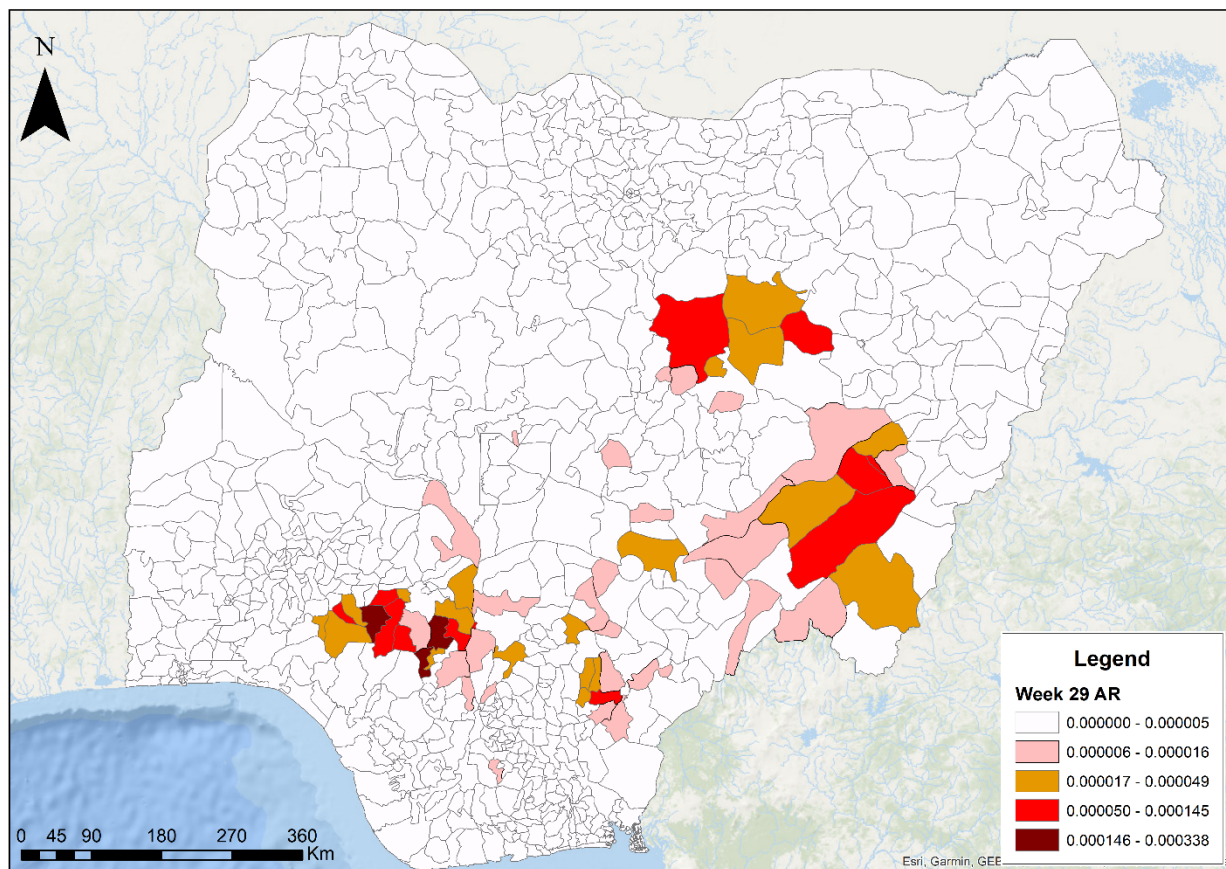 N
Legend
Week 29 AR
0.000000 - 0.000005
0.000006 - 0.000016
0.000017 - 0.000049
0.000050 - 0.000145
0.000146 - 0.000338
0 45 90 180 270 360
Km
Esri, Garmin,